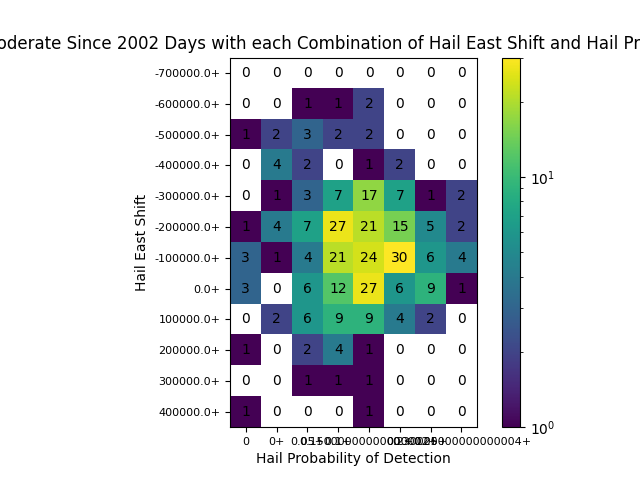 oderate Since 2002 Days with each Combination of Hail East Shift and Hail Pr
-700000.0+ 0 0 0 0 0 0 0 0
-600000.0+ 0 0 1 1 2 0 0 0
-500000.0+ 1 2 3 2 2 0 0 0
-400000.0+ 0 4 2 0 1 2 0 0
-300000.0+ 0 1 3 7 17 7 1 2
-200000.0+ 1 4 7 27 21 15 5 2
-100000.0+ 3 1 4 21 24 30 6 4
0.0+ 3 0 6 12 27 6 9 1
100000.0+ 0 2 6 9 9 4 2 0
200000.0+ 1 0 2 4 1 0 0 0
300000.0+ 0 0 1 1 1 0 0 0
400000.0+ 1 0 0 0 1 0 0 0
0 0+
Hail Probability of Detection
Hail East Shift
10¹
10⁰